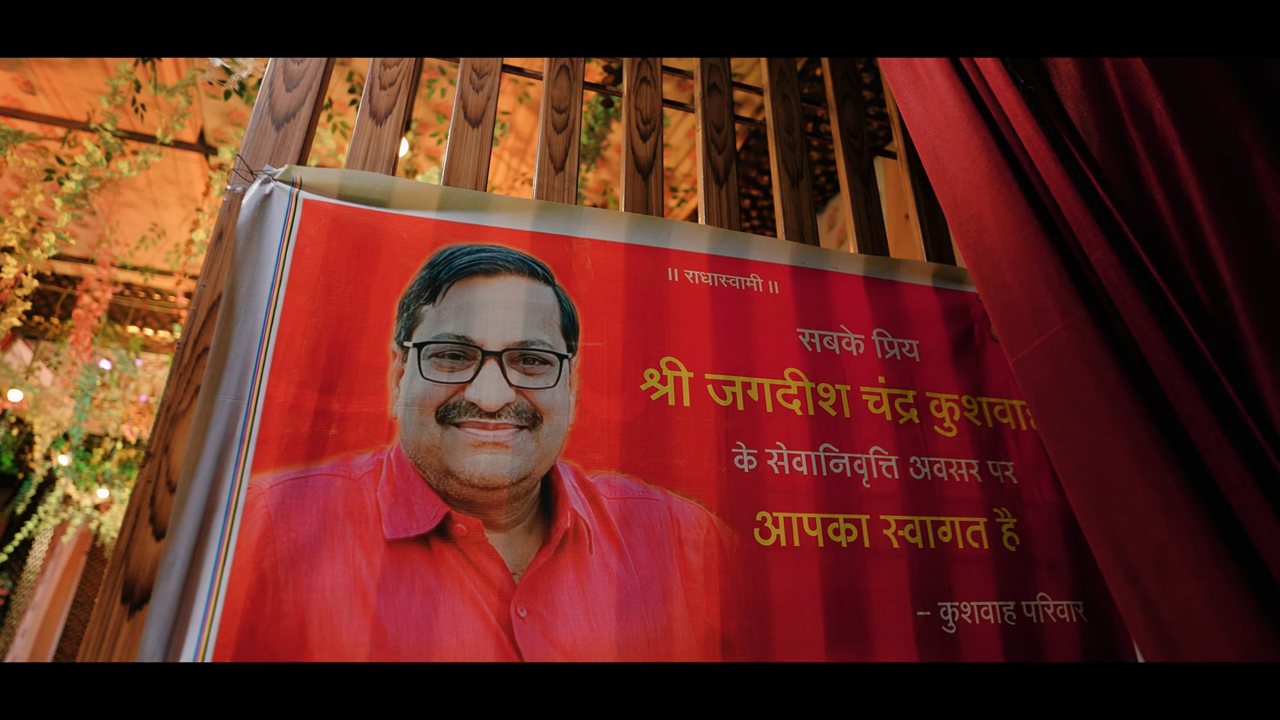 ॥ राधास्वामी ॥
सबके प्रिय
श्री जगदीश चंद्र
के सेवानिवृत्ति अवसर पर
आपका स्वागत है
– कुशवाह परिवार